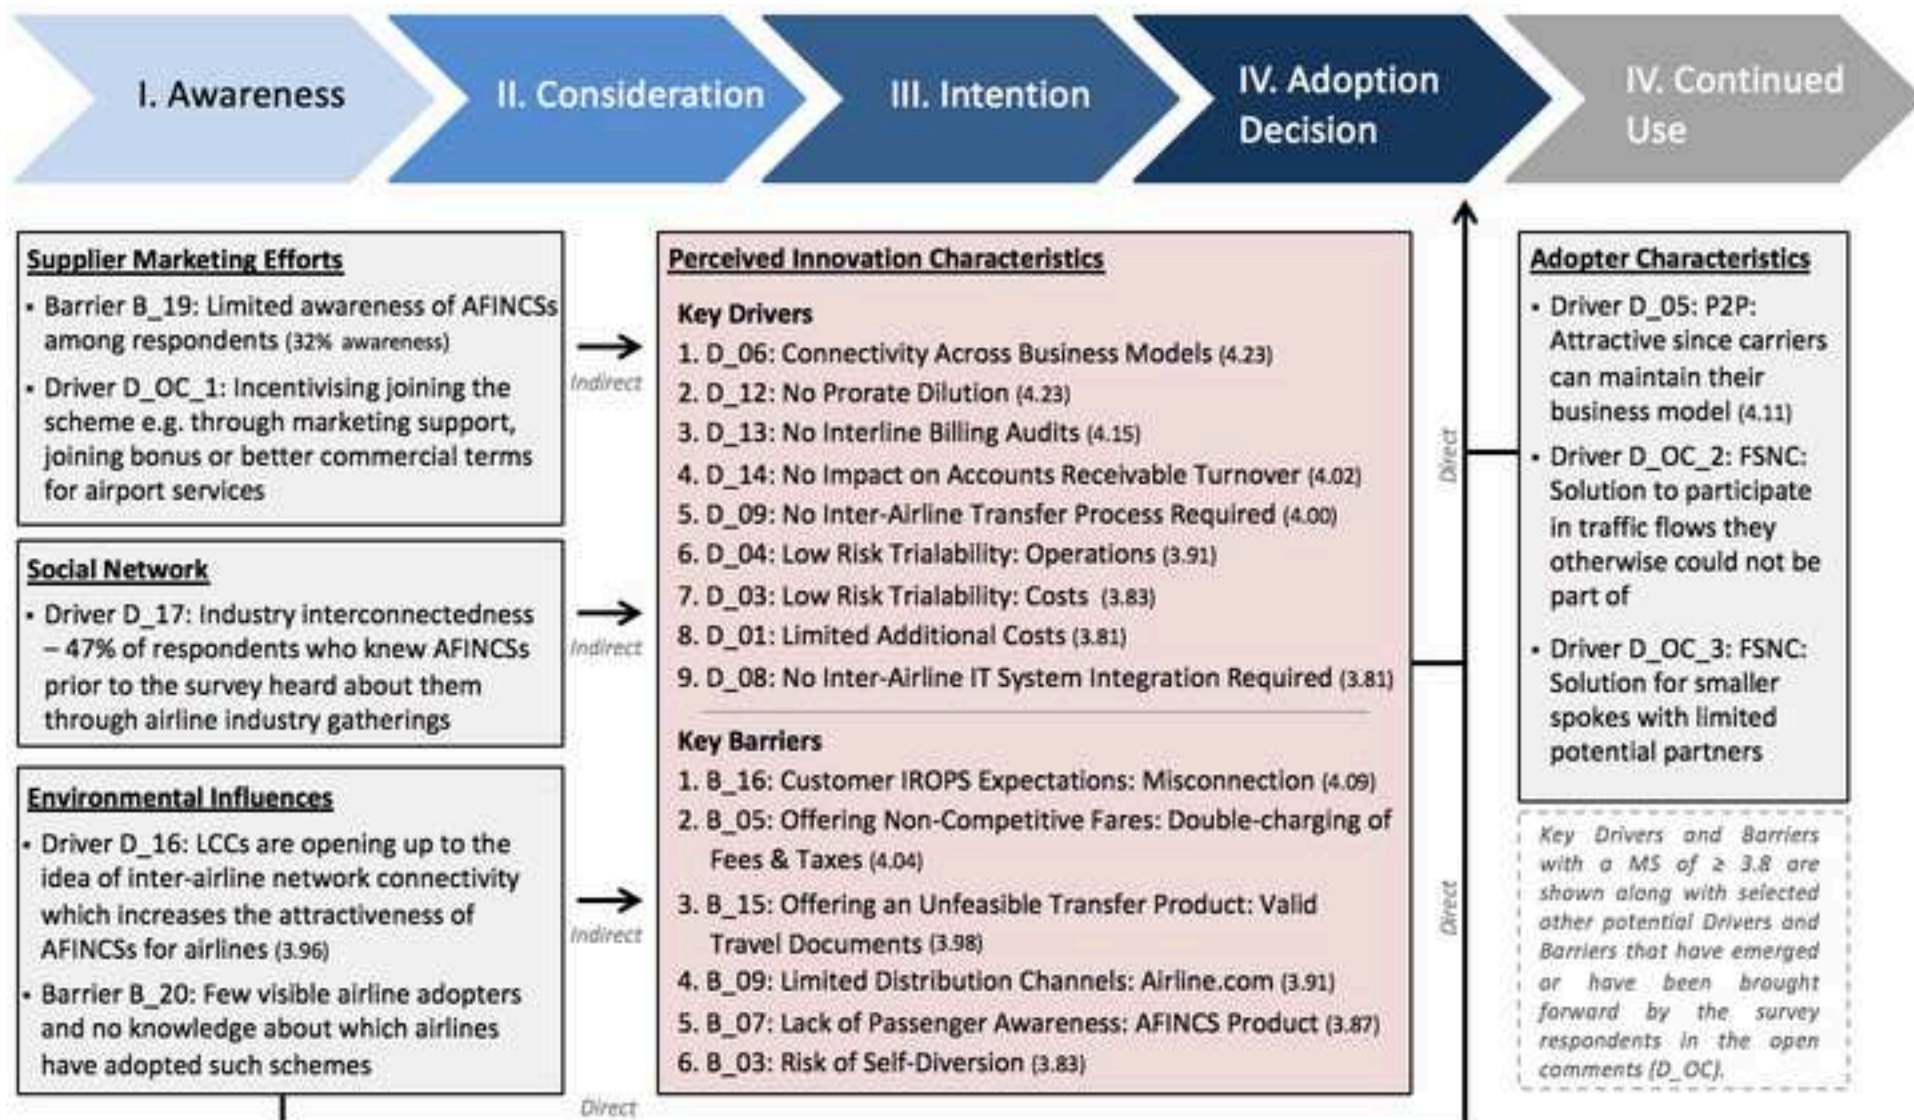 I. Awareness
II. Consideration
III. Intention
IV. Adoption
Decision
IV. Continued
Use
Supplier Marketing Efforts
▪ Barrier B_19: Limited awareness of AFINCSs
among respondents (32% awareness)
▪ Driver D_OC_1: Incentivising joining the
scheme e.g. through marketing support,
joining bonus or better commercial terms
for airport services
Indirect
Social Network
▪ Driver D_17: Industry interconnectedness
– 47% of respondents who knew AFINCSs
prior to the survey heard about them
through airline industry gatherings
Indirect
Environmental Influences
▪ Driver D_16: LCCs are opening up to the
idea of inter-airline network connectivity
which increases the attractiveness of
AFINCSs for airlines (3.96)
▪ Barrier B_20: Few visible airline adopters
and no knowledge about which airlines
have adopted such schemes
Indirect
Direct
Perceived Innovation Characteristics
Key Drivers
1. D_06: Connectivity Across Business Models (4.23)
2. D_12: No Prorate Dilution (4.23)
3. D_13: No Interline Billing Audits (4.15)
4. D_14: No Impact on Accounts Receivable Turnover (4.02)
5. D_09: No Inter-Airline Transfer Process Required (4.00)
6. D_04: Low Risk Trialability: Operations (3.91)
7. D_03: Low Risk Trialability: Costs (3.83)
8. D_01: Limited Additional Costs (3.81)
9. D_08: No Inter-Airline IT System Integration Required (3.81)
Key Barriers
1. B_16: Customer IROPS Expectations: Misconnection (4.09)
2. B_05: Offering Non-Competitive Fares: Double-charging of
Fees & Taxes (4.04)
3. B_15: Offering an Unfeasible Transfer Product: Valid
Travel Documents (3.98)
4. B_09: Limited Distribution Channels: Airline.com (3.91)
5. B_07: Lack of Passenger Awareness: AFINCS Product (3.87)
6. B_03: Risk of Self-Diversion (3.83)
Direct
Direct
Adopter Characteristics
▪ Driver D_05: P2P:
Attractive since carriers
can maintain their
business model (4.11)
▪ Driver D_OC_2: FSNC:
Solution to participate
in traffic flows they
otherwise could not be
part of
▪ Driver D_OC_3: FSNC:
Solution for smaller
spokes with limited
potential partners
Key Drivers and Barriers
with a MS of ≥ 3.8 are
shown along with selected
other potential Drivers and
Barriers that have emerged
or have been brought
forward by the survey
respondents in the open
comments (D_OC).